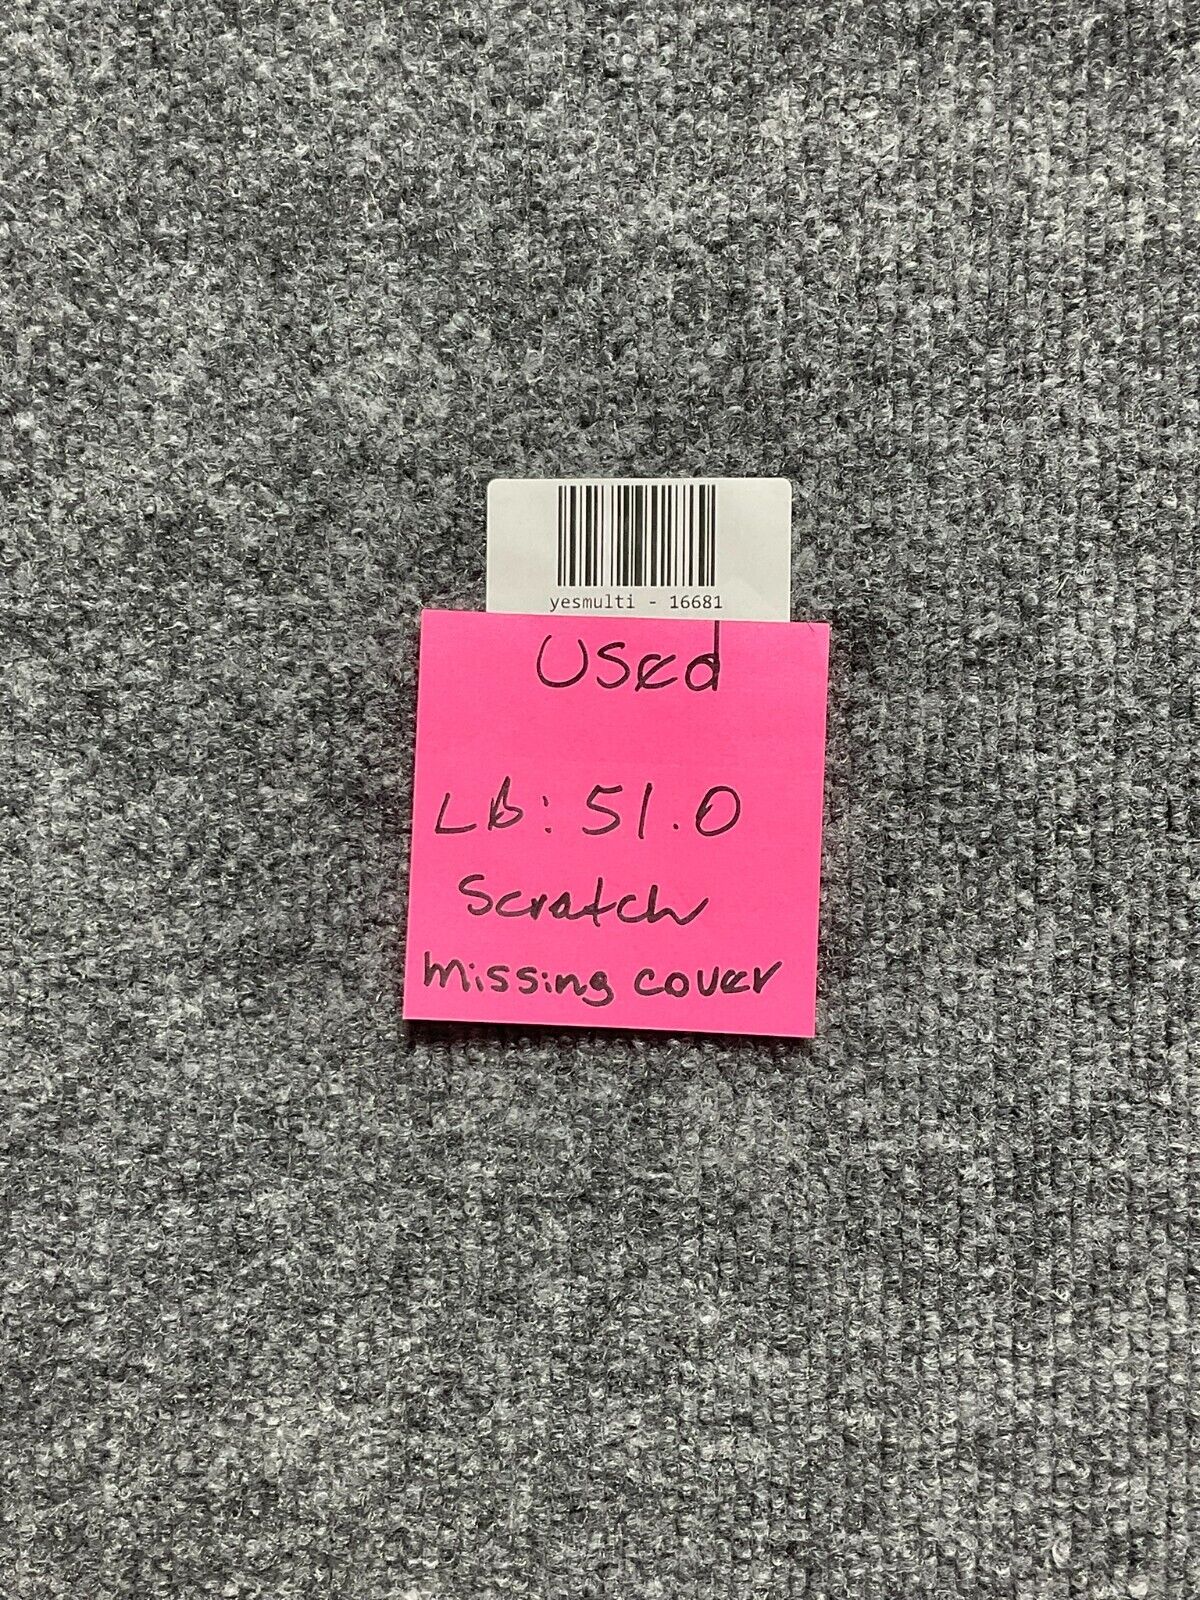 yesmulti - 16681
Used
LB: 51.0
Scratch
missing cover